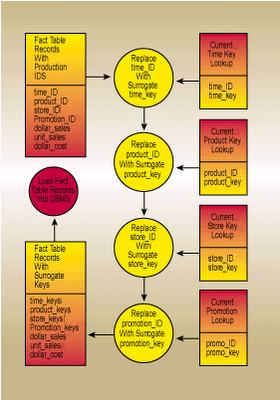 Fact Table
Records
With
Production
IDS
time_ID
product_ID
store_ID
Promotion_ID
dollar_sales
unit_sales
dollar_cost
Replace
time_ID
With
Surrogate
time_key
Current
Time Key
Lookup
time_ID
time_key
Replace
product_ID
With Surrogate
product_key
Current
Product Key
Lookup
product_ID
product_key
Load Fact
Table Records
Into DBMS
Replace
store_ID
With
Surrogate
store_key
Current
Store Key
Lookup
store_ID
store_key
Fact Table
Records
With
Surrogate
Keys
time_keys
product_keys
store_keys
Promotion_keys
dollar_sales
unit_sales
dollar_cost
Replace
promotion_ID
With Surrogate
promotion_key
Current
Promotion
Lookup
promo_ID
promo_key